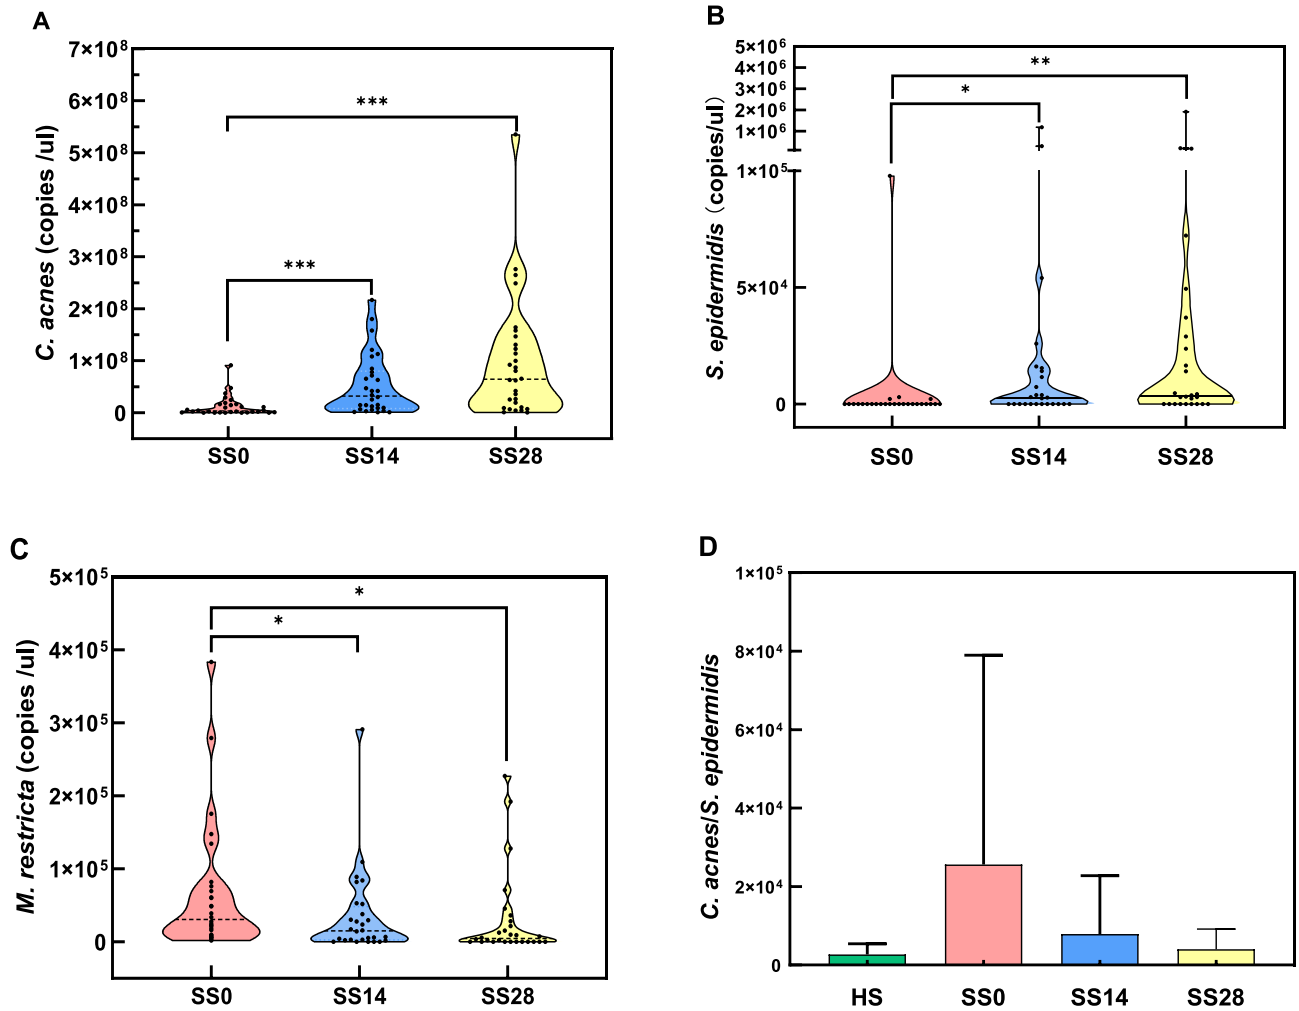 A
C. acnes (copies /ul)
7×10⁸
6×10⁸
5×10⁸
4×10⁸
3×10⁸
2×10⁸
1×10⁸
0
***
***
SS0 SS14 SS28
B
S. epidermidis（copies/ul）
5×10⁶
4×10⁶
3×10⁶
2×10⁶
1×10⁶
1×10⁵
5×10⁴
0
**
*
SS0 SS14 SS28
C
M. restricta (copies /ul)
5×10⁵
4×10⁵
3×10⁵
2×10⁵
1×10⁵
0
*
*
SS0 SS14 SS28
D
C. acnes/S. epidermidis
1×10⁵
8×10⁴
6×10⁴
4×10⁴
2×10⁴
0
HS SS0 SS14 SS28